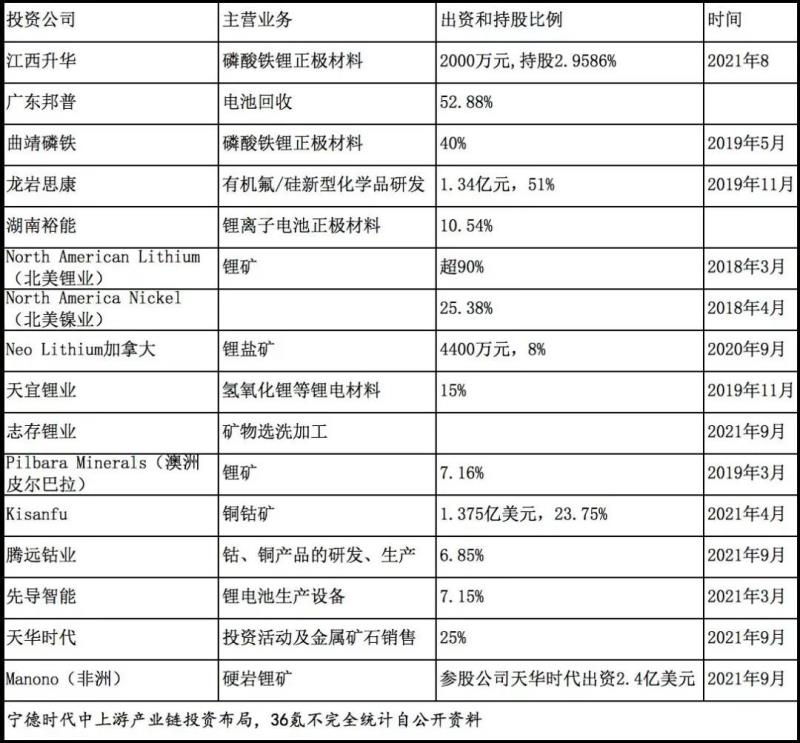 投资公司 主营业务 出资和持股比例 时间
江西升华 磷酸铁锂正极材料 2000万元,持股2.9586% 2021年8
广东邦普 电池回收 52.88%
曲靖磷铁 磷酸铁锂正极材料 40% 2019年5月
龙岩思康 有机氟/硅新型化学品研发 1.34亿元，51% 2019年11月
湖南裕能 锂离子电池正极材料 10.54%
North American Lithium
（北美锂业） 锂矿 超90% 2018年3月
North America Nickel
（北美镍业） 25.38% 2018年4月
Neo Lithium加拿大 锂盐矿 4400万元，8% 2020年9月
天宜锂业 氢氧化锂等锂电材料 15% 2019年11月
志存锂业 矿物选洗加工 2021年9月
Pilbara Minerals（澳洲
皮尔巴拉） 锂矿 7.16% 2019年3月
Kisanfu 铜钴矿 1.375亿美元，23.75% 2021年4月
腾远钴业 钴、铜产品的研发、生产 6.85% 2021年9月
先导智能 锂电池生产设备 7.15% 2021年3月
天华时代 投资活动及金属矿石销售 25% 2021年9月
Manono（非洲） 硬岩锂矿 参股公司天华时代出资2.4亿美元 2021年9月
宁德时代中上游产业链投资布局，36氪不完全统计自公开资料